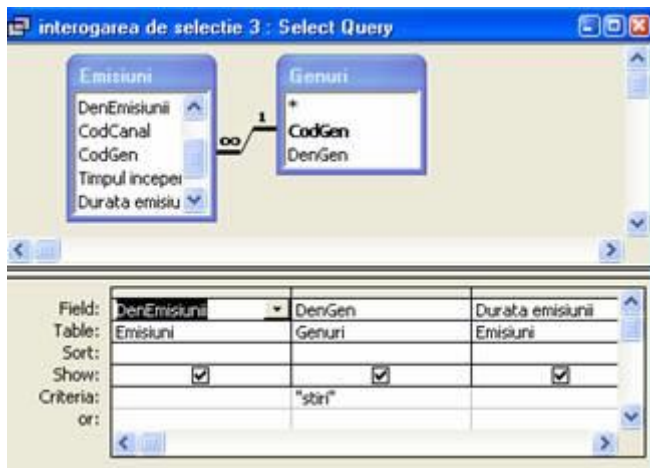 interogarea de selectie 3 : Select Query
Emisiuni
DenEmisiunii
CodCanal
CodGen
Timpul incepei
Durata emisiu
∞ 1
Genuri
*
CodGen
DenGen
Field: DenEmisiunii DenGen Durata emisiunii
Table: Emisiuni Genuri Emisiuni
Sort:
Show:
Criteria: "stiri"
or: